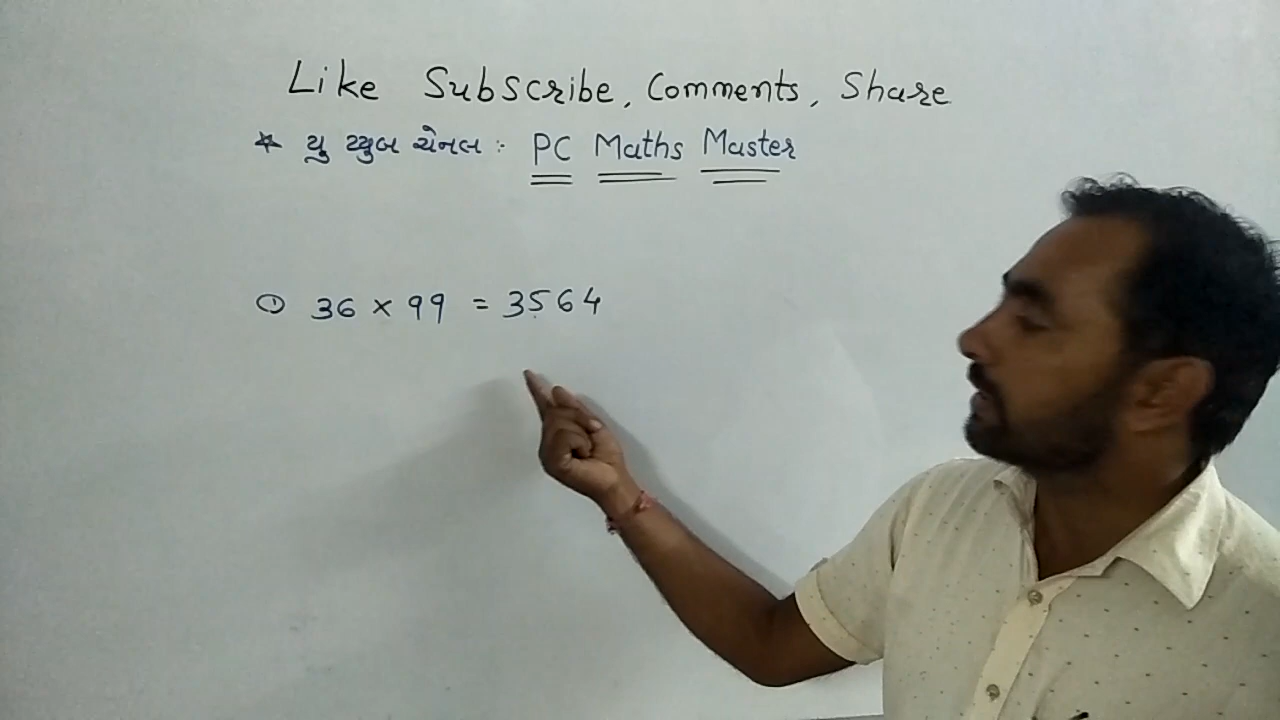 Like Subscribe, Comments, Share
* યુ ટ્યુબ ચેનલ :- PC Maths Master
① 36 × 99 = 3564